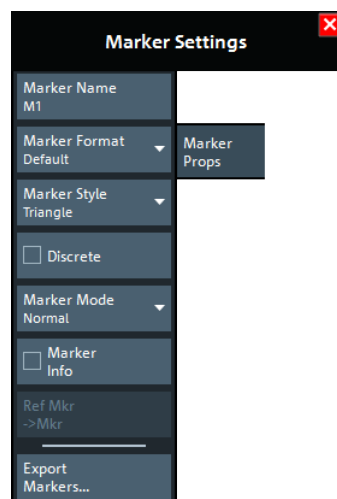 Marker Settings
Marker Name
M1
Marker Format
Default
Marker
Props
Marker Style
Triangle
Discrete
Marker Mode
Normal
Marker
Info
Ref Mkr
->Mkr
Export
Markers...